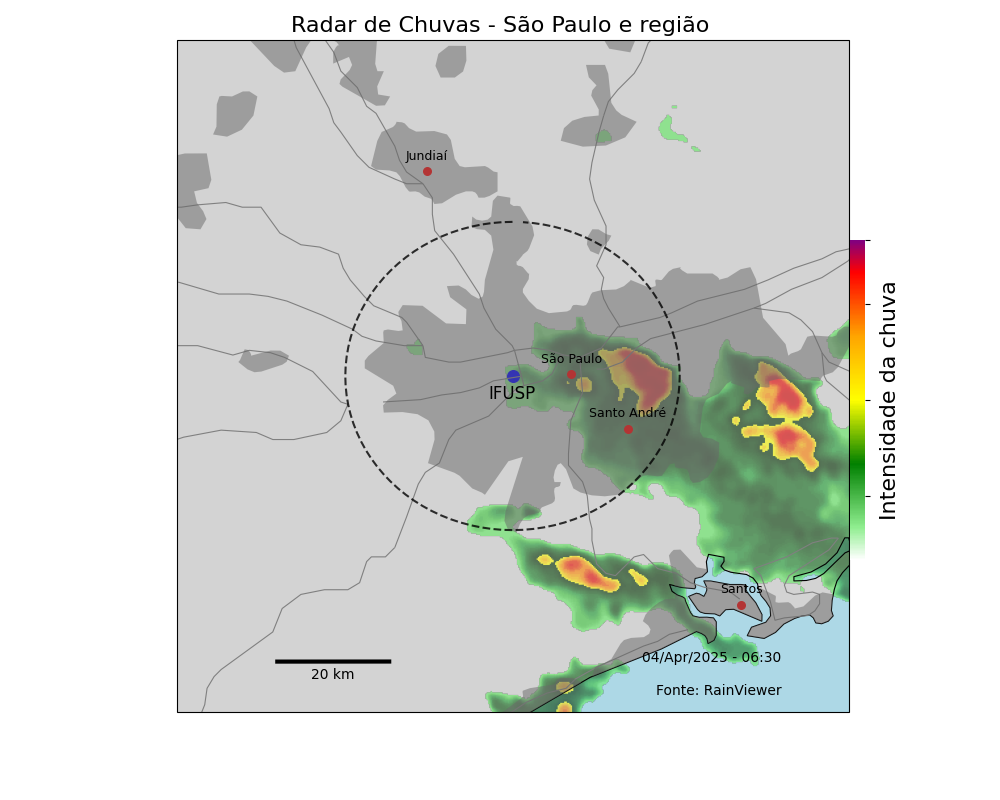 Radar de Chuvas - São Paulo e região
Jundiaí
São Paulo
IFUSP
Santo André
Intensidade da chuva
Santos
04/Apr/2025 - 06:30
20 km
Fonte: RainViewer